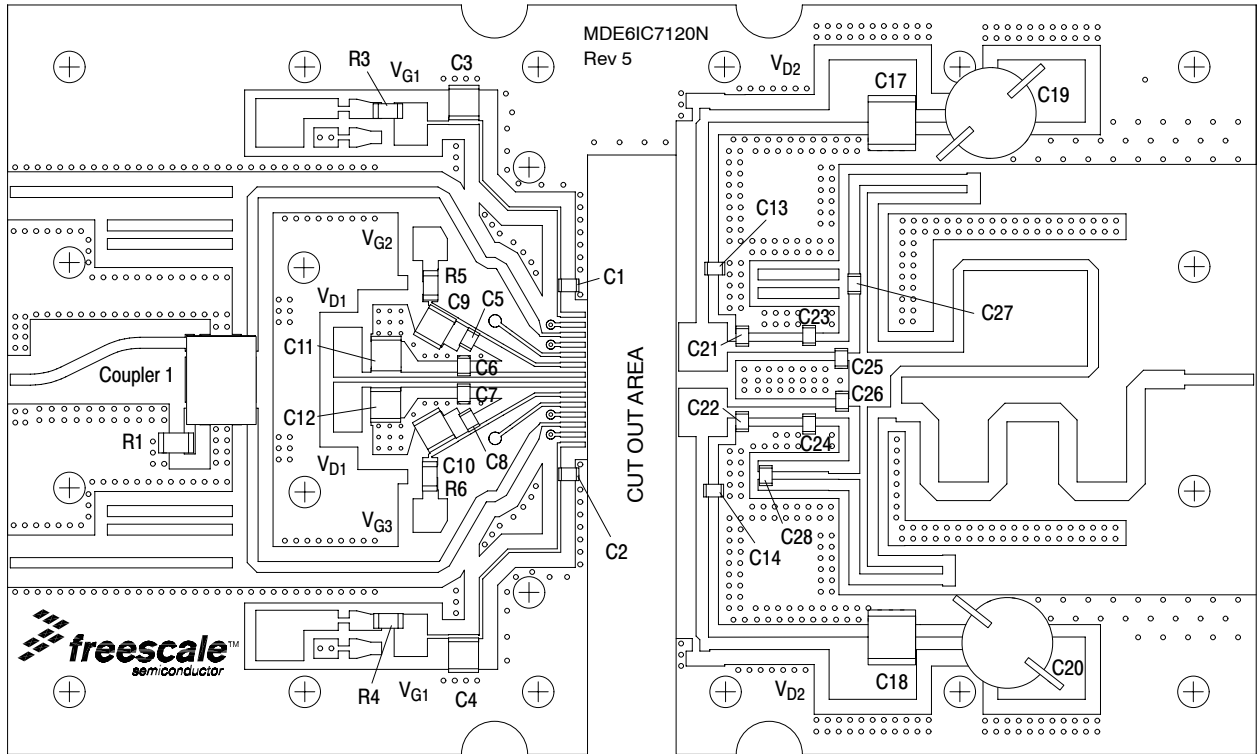 MDE6IC7120N
Rev 5
R3
VG1
C3
VD2
C17
C19
C13
VG2
R5
C1
VD1
C9
C5
C11
Coupler 1
C6
C7
C12
R1
VD1
C10
R6
C8
VG3
C2
CUT OUT AREA
C27
C23
C21
C25
C26
C22
C24
C28
C14
freescale™
semiconductor
R4
VG1
C4
VD2
C18
C20